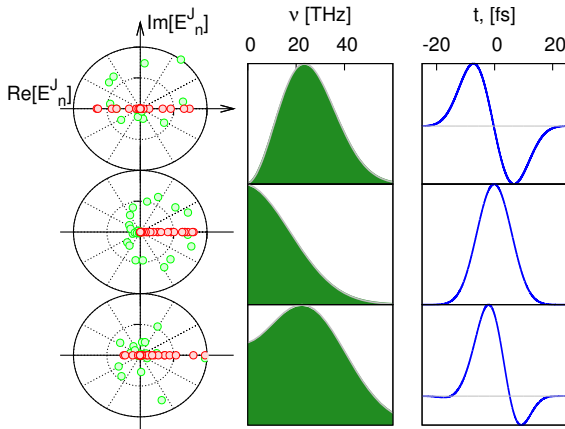 Im[E^J_n]
ν [THz]
t, [fs]
0 20 40
-20 0 20
Re[E^J_n]